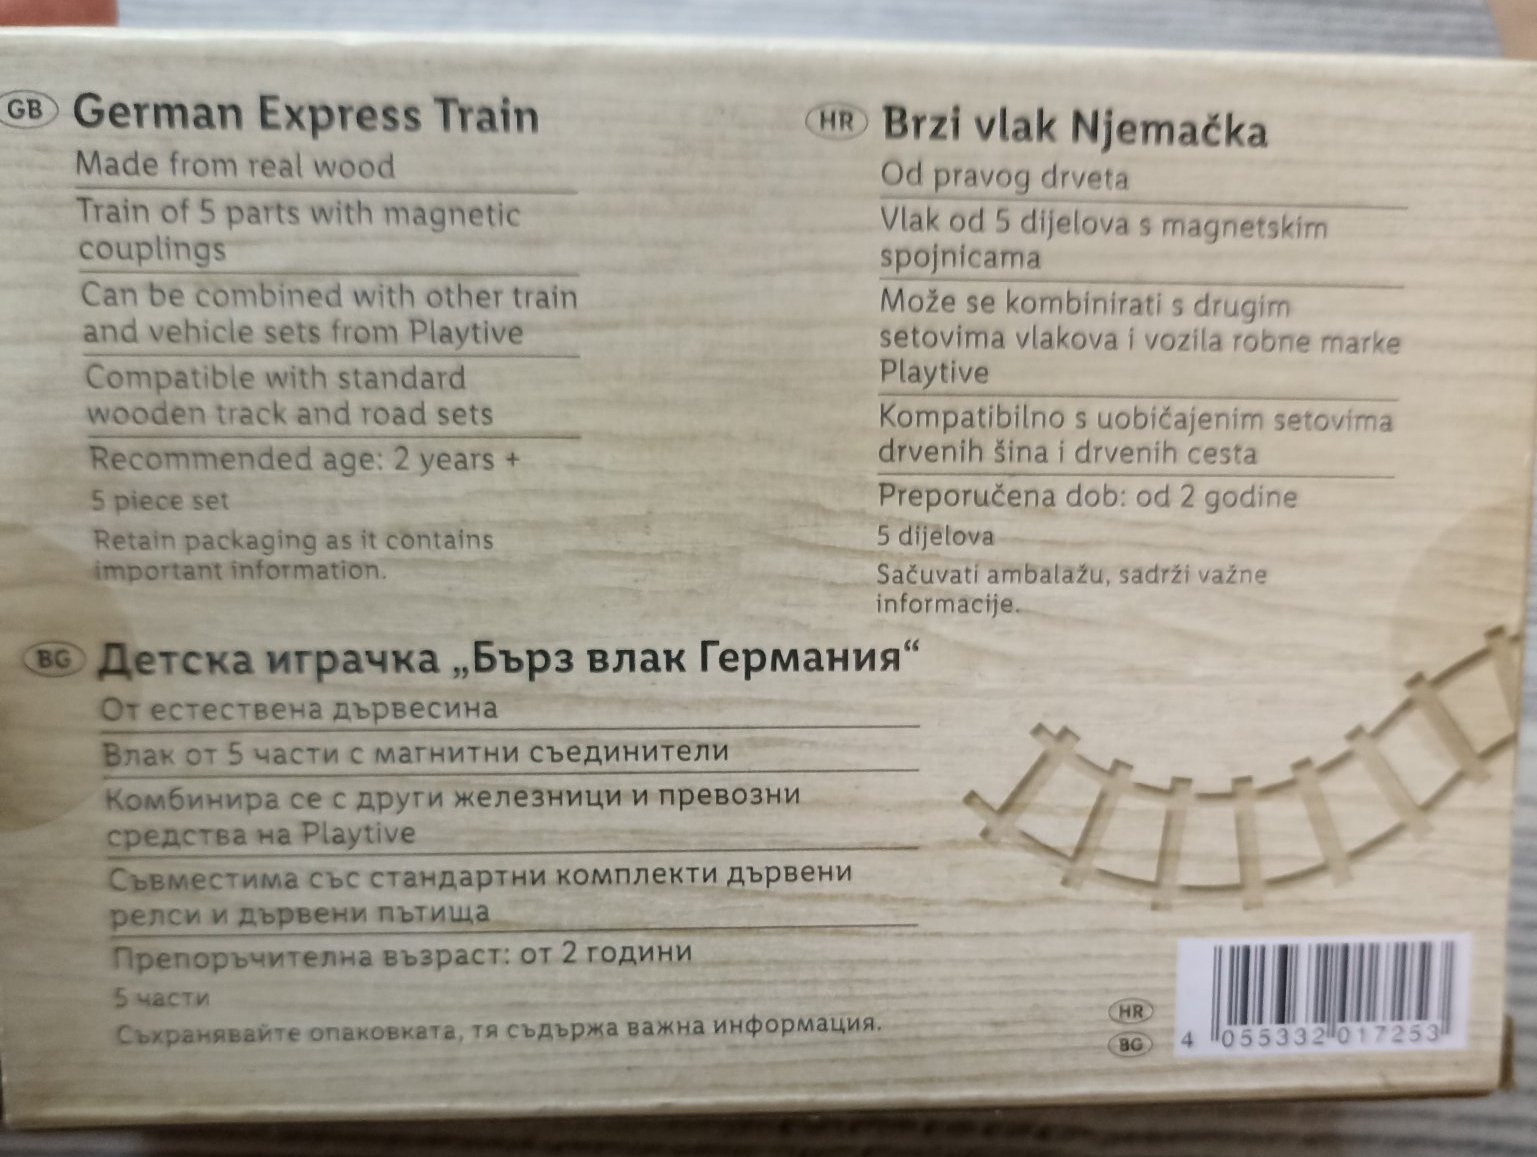 GB German Express Train
Made from real wood
Train of 5 parts with magnetic
couplings
Can be combined with other train
and vehicle sets from Playtive
Compatible with standard
wooden track and road sets
Recommended age: 2 years +
5 piece set
Retain packaging as it contains
important information.
HR Brzi vlak Njemačka
Od pravog drveta
Vlak od 5 dijelova s magnetskim
spojnicama
Može se kombinirati s drugim
setovima vlakova i vozila robne marke
Playtive
Kompatibilno s uobičajenim setovima
drvenih šina i drvenih cesta
Preporučena dob: od 2 godine
5 dijelova
Sačuvati ambalažu, sadrži važne
informacije.
BG Детска играчка „Бърз влак Германия“
От естествена дървесина
Влак от 5 части с магнитни съединители
Комбинира се с други железници и превозни
средства на Playtive
Съвместима със стандартни комплекти дървени
релси и дървени пътища
Препоръчителна възраст: от 2 години
5 части
Съхранявайте опаковката, тя съдържа важна информация.
HR
BG
4 055332 017253